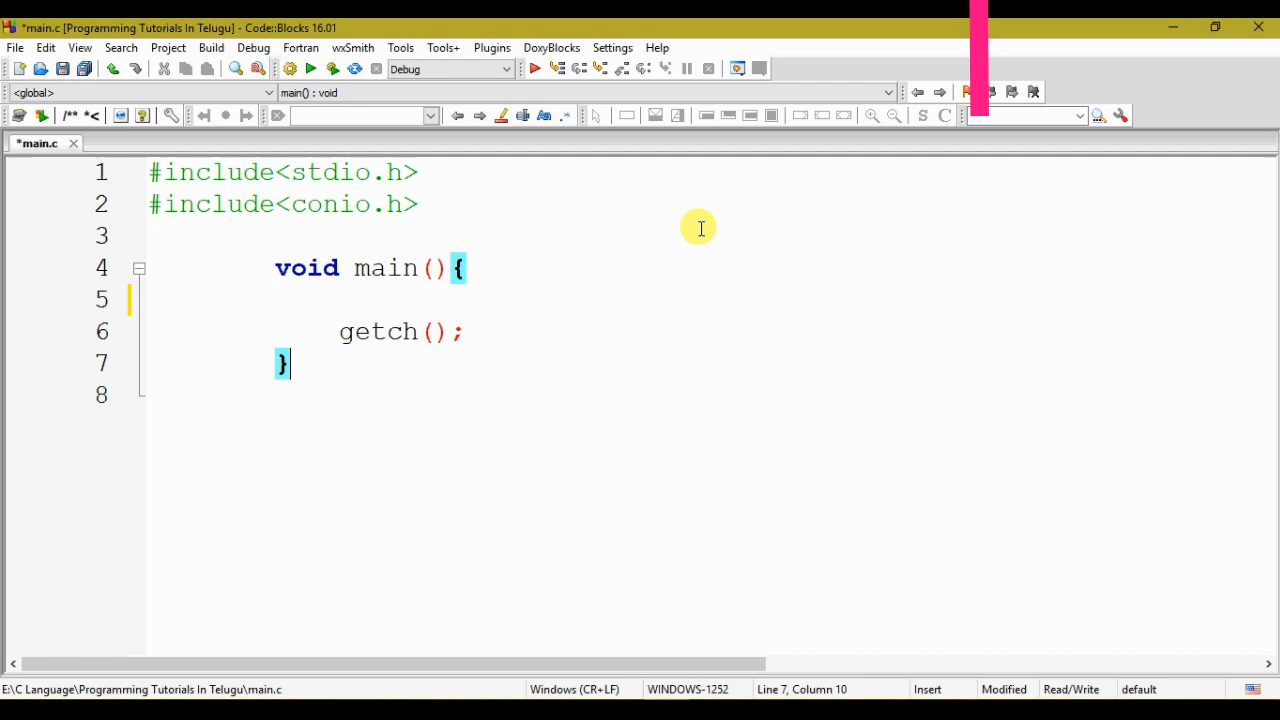 *main.c [Programming Tutorials In Telugu] - Code::Blocks 16.01
File Edit View Search Project Build Debug Fortran wxSmith Tools Tools+ Plugins DoxyBlocks Settings Help
Debug
<global> main() : void
/** *<
S C
*main.c
1 #include<stdio.h>
2 #include<conio.h>
3
4 void main(){
5
6 getch();
7 }
8
E:\C Language\Programming Tutorials In Telugu\main.c Windows (CR+LF) WINDOWS-1252 Line 7, Column 10 Insert Modified Read/Write default